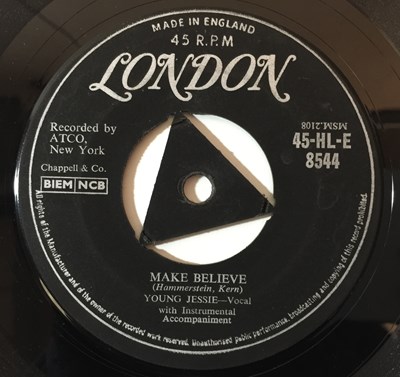 MADE IN ENGLAND
45 R.P.M
LONDON
Recorded by
ATCO,
New York
Chappell & Co.
BIEM NCB
MSM.2108
45-HL-E
8544
MAKE BELIEVE
(Hammerstein, Kern)
YOUNG JESSIE—Vocal
with Instrumental
Accompaniment
All rights of the Manufacturer and of the owner of the recorded work reserved. Unauthorised public performance, broadcasting and copying of this record prohibited.